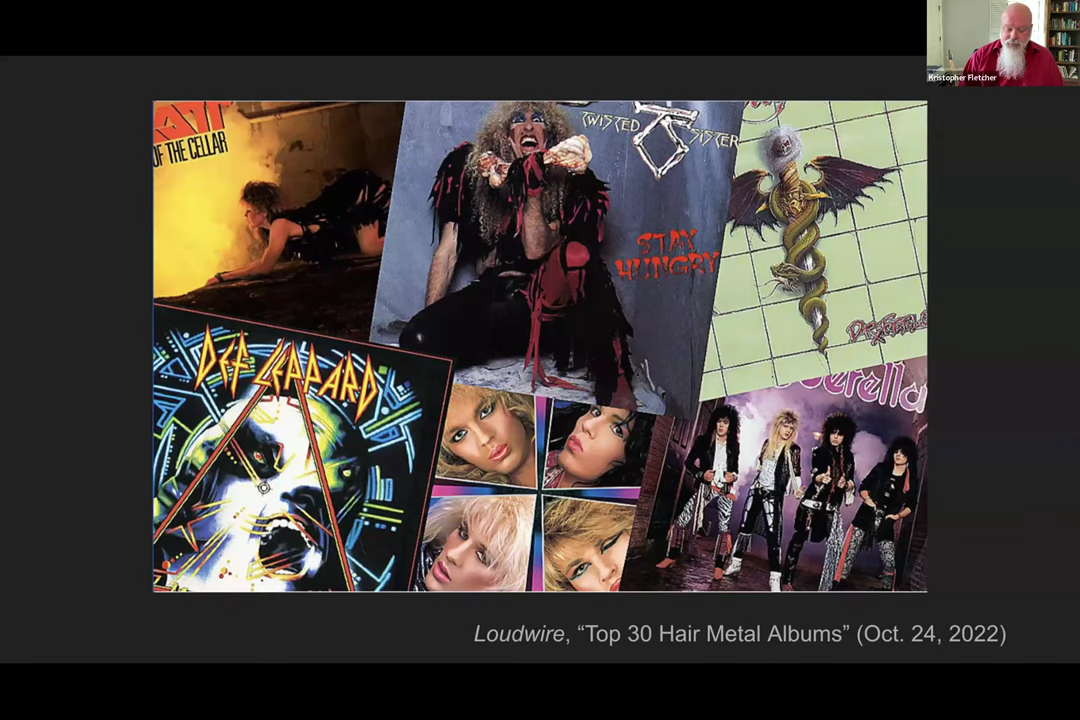 Kristopher Fletcher
OF THE CELLAR
TWISTED SISTER
STAY
HUNGRY
DEF LEPPARD
Loudwire, “Top 30 Hair Metal Albums” (Oct. 24, 2022)